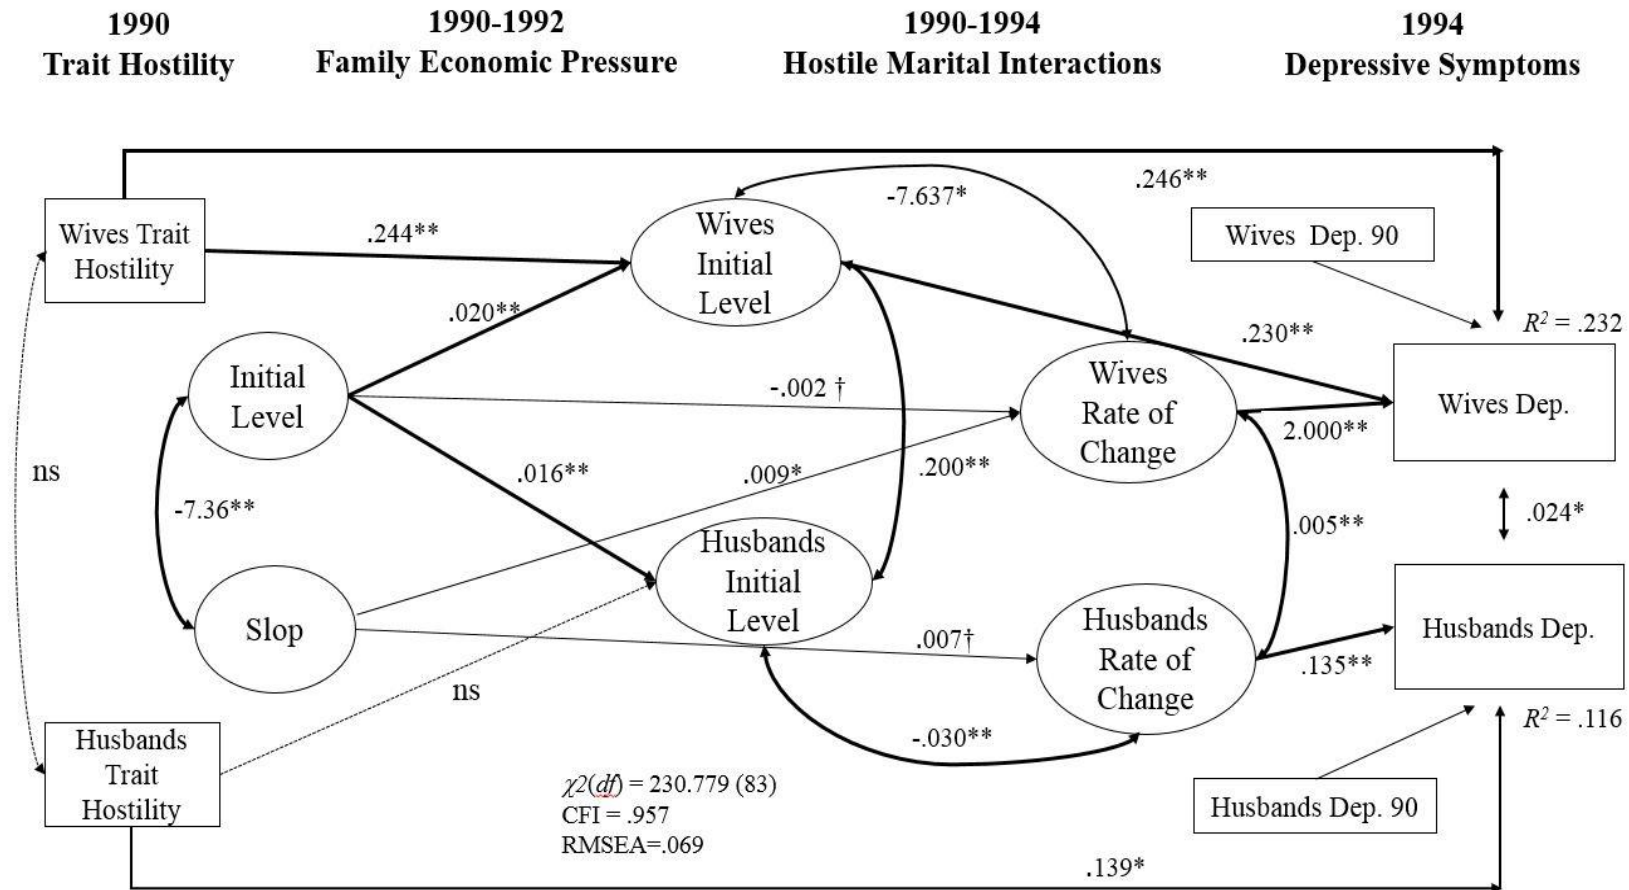 1990
Trait Hostility
1990-1992
Family Economic Pressure
1990-1994
Hostile Marital Interactions
1994
Depressive Symptoms
-7.637*
.246**
Wives Trait
Hostility
.244**
Wives
Initial
Level
Wives Dep. 90
.020**
.230**
R² = .232
Initial
Level
-.002 †
Wives
Rate of
Change
Wives Dep.
2.000**
ns
.016**
.009*
.200**
-7.36**
.005**
.024*
Husbands
Initial
Level
Slop
.007†
Husbands
Rate of
Change
Husbands Dep.
.135**
ns
-.030**
R² = .116
Husbands
Trait
Hostility
χ2(df) = 230.779 (83)
CFI = .957
RMSEA=.069
Husbands Dep. 90
.139*